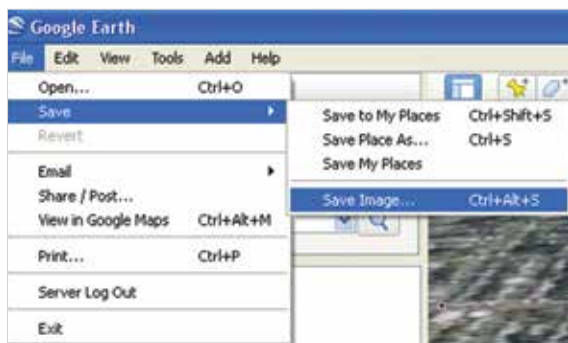 Google Earth
File Edit View Tools Add Help
Open... Ctrl+O
Save
Revert
Email
Share / Post...
View in Google Maps Ctrl+Alt+M
Print... Ctrl+P
Server Log Out
Exit
Save to My Places Ctrl+Shift+S
Save Place As... Ctrl+S
Save My Places
Save Image... Ctrl+Alt+S